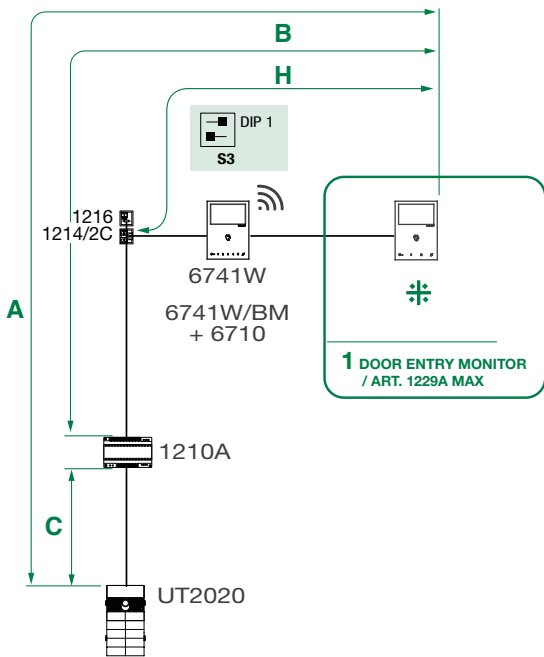 B
H
DIP 1
S3
1216
1214/2C
6741W
6741W/BM
+ 6710
A
1 DOOR ENTRY MONITOR
/ ART. 1229A MAX
1210A
C
UT2020